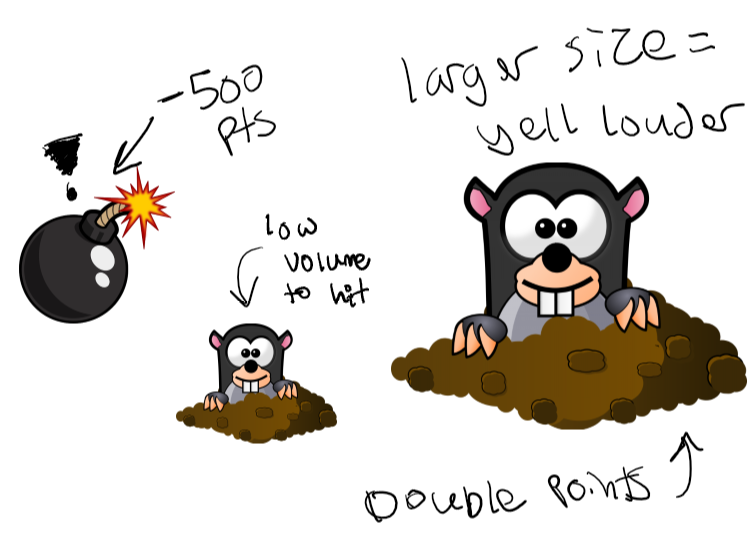 -500
pts
!
larger size =
yell louder
low
volume
to hit
Double Points